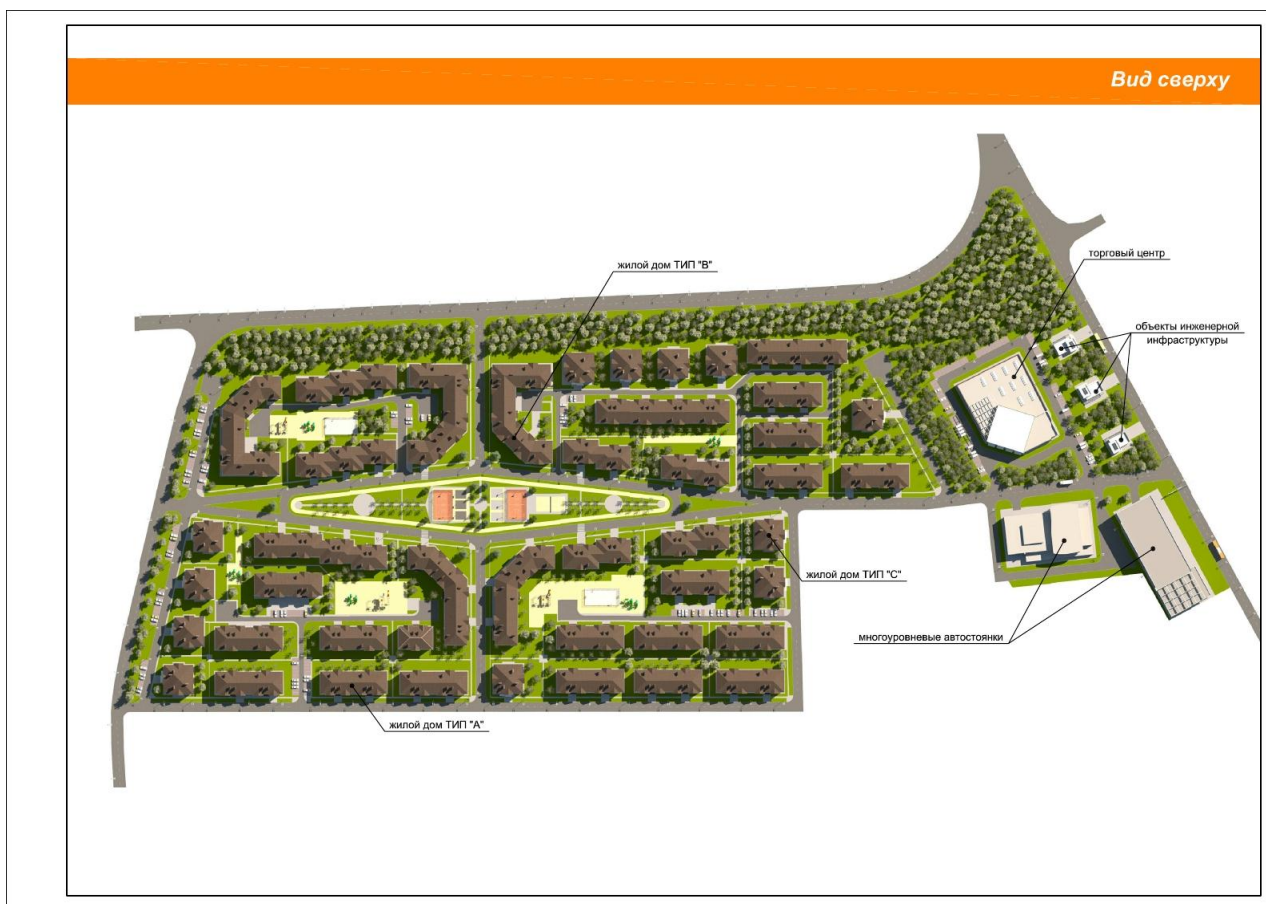 Вид сверху
жилой дом ТИП "В"
торговый центр
объекты инженерной
инфраструктуры
жилой дом ТИП "С"
многоуровневые автостоянки
жилой дом ТИП "А"